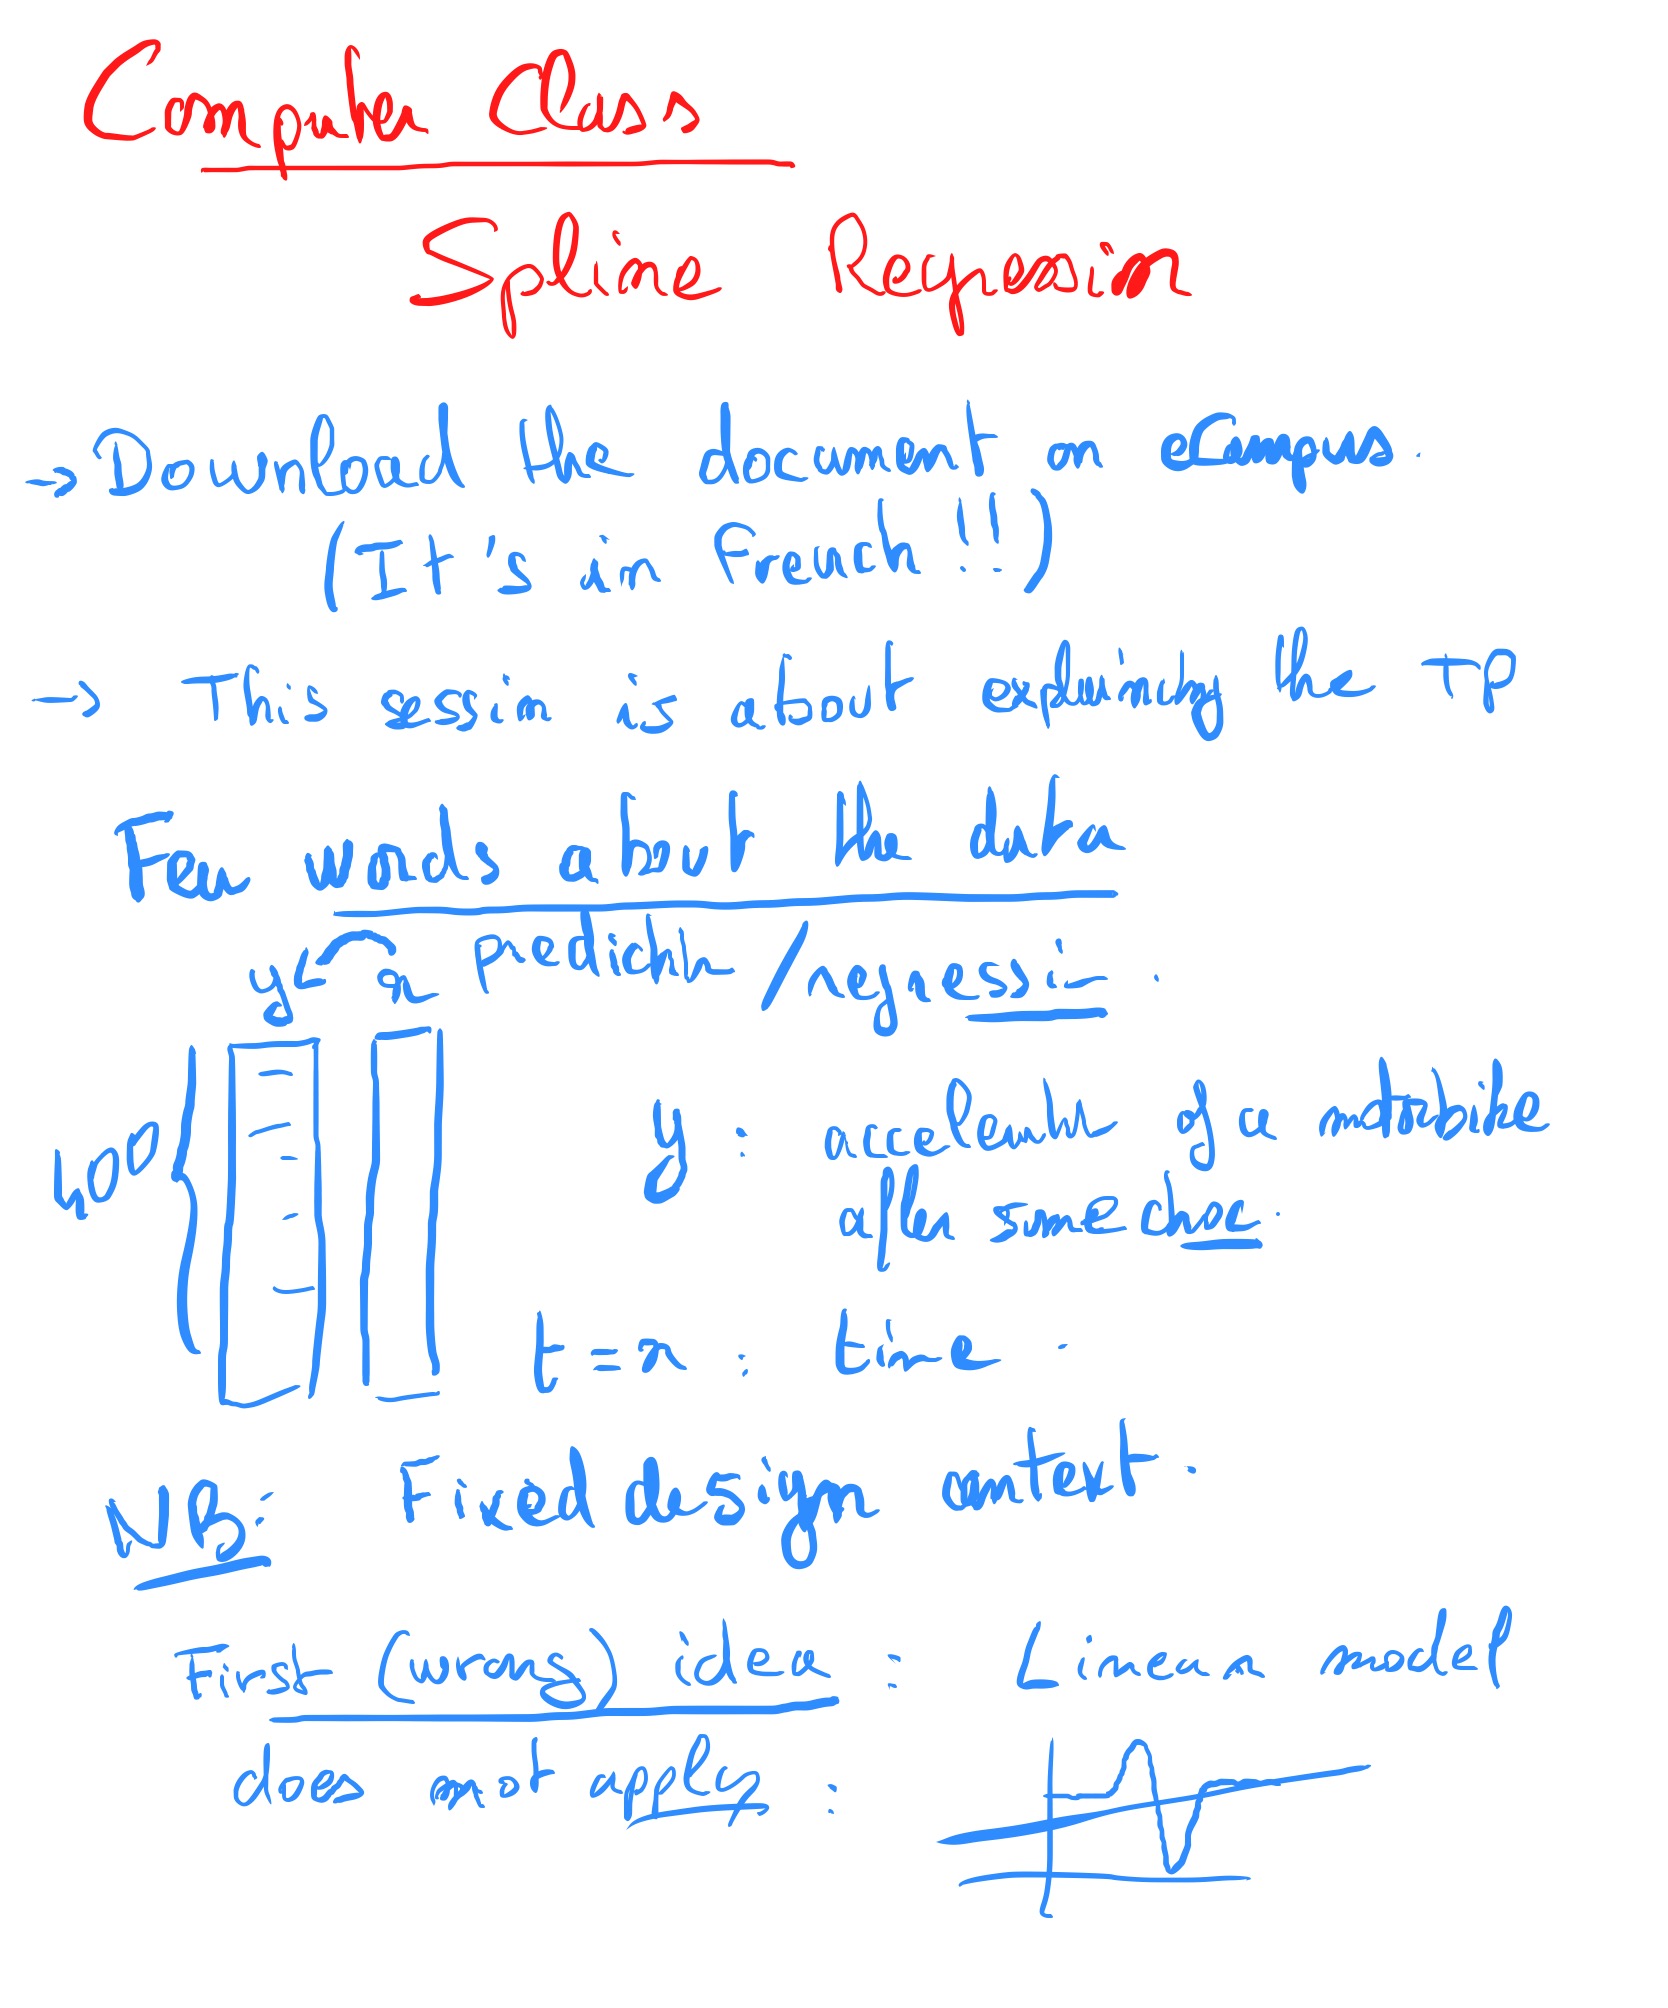 Computer Class
Spline Regression
→ Download the document on eCampus.
(It's in French !!)
→ This session is about explaining the TP
Few words about the data
y x prediction / regression.
400
y : acceleration of a motorbike
after some choc.
t = x : time.
NB: Fixed design context.
First (wrong) idea : Linear model
does not apply :